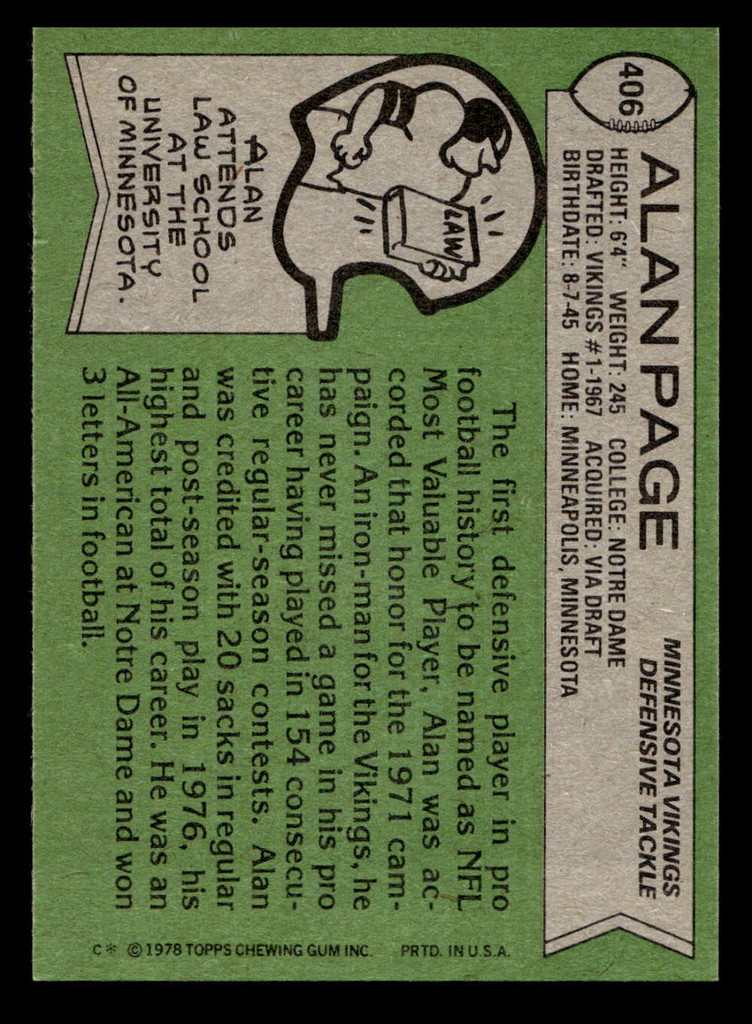 406
ALAN PAGE
MINNESOTA VIKINGS
DEFENSIVE TACKLE
HEIGHT: 6'4" WEIGHT: 245 COLLEGE: NOTRE DAME
DRAFTED: VIKINGS #1-1967 ACQUIRED: VIA DRAFT
BIRTHDATE: 8-7-45 HOME: MINNEAPOLIS, MINNESOTA
LAW
ALAN
ATTENDS
LAW SCHOOL
AT THE
UNIVERSITY
OF MINNESOTA.
The first defensive player in pro
football history to be named as NFL
Most Valuable Player, Alan was ac-
corded that honor for the 1971 cam-
paign. An iron-man for the Vikings, he
has never missed a game in his pro
career having played in 154 consecu-
tive regular-season contests. Alan
was credited with 20 sacks in regular
and post-season play in 1976, his
highest total of his career. He was an
All-American at Notre Dame and won
3 letters in football.
C* © 1978 TOPPS CHEWING GUM INC. PRTD. IN U.S.A.